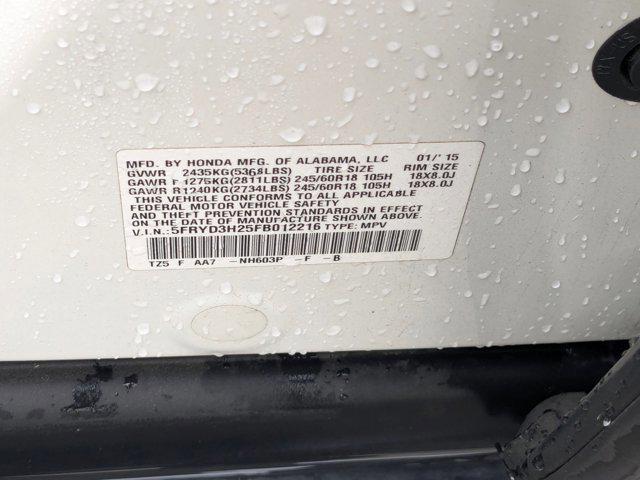 MFD. BY HONDA MFG. OF ALABAMA, LLC 01/'15
GVWR 2435KG(5368LBS) TIRE SIZE RIM SIZE
GAWR F1275KG(2811LBS) 245/60R18 105H 18X8.0J
GAWR R1240KG(2734LBS) 245/60R18 105H 18X8.0J
THIS VEHICLE CONFORMS TO ALL APPLICABLE
FEDERAL MOTOR VEHICLE SAFETY
AND THEFT PREVENTION STANDARDS IN EFFECT
ON THE DATE OF MANUFACTURE SHOWN ABOVE.
V.I.N.: 5FRYD3H25FB012216 TYPE: MPV
TZ5 F AA7 -NH603P -F -B